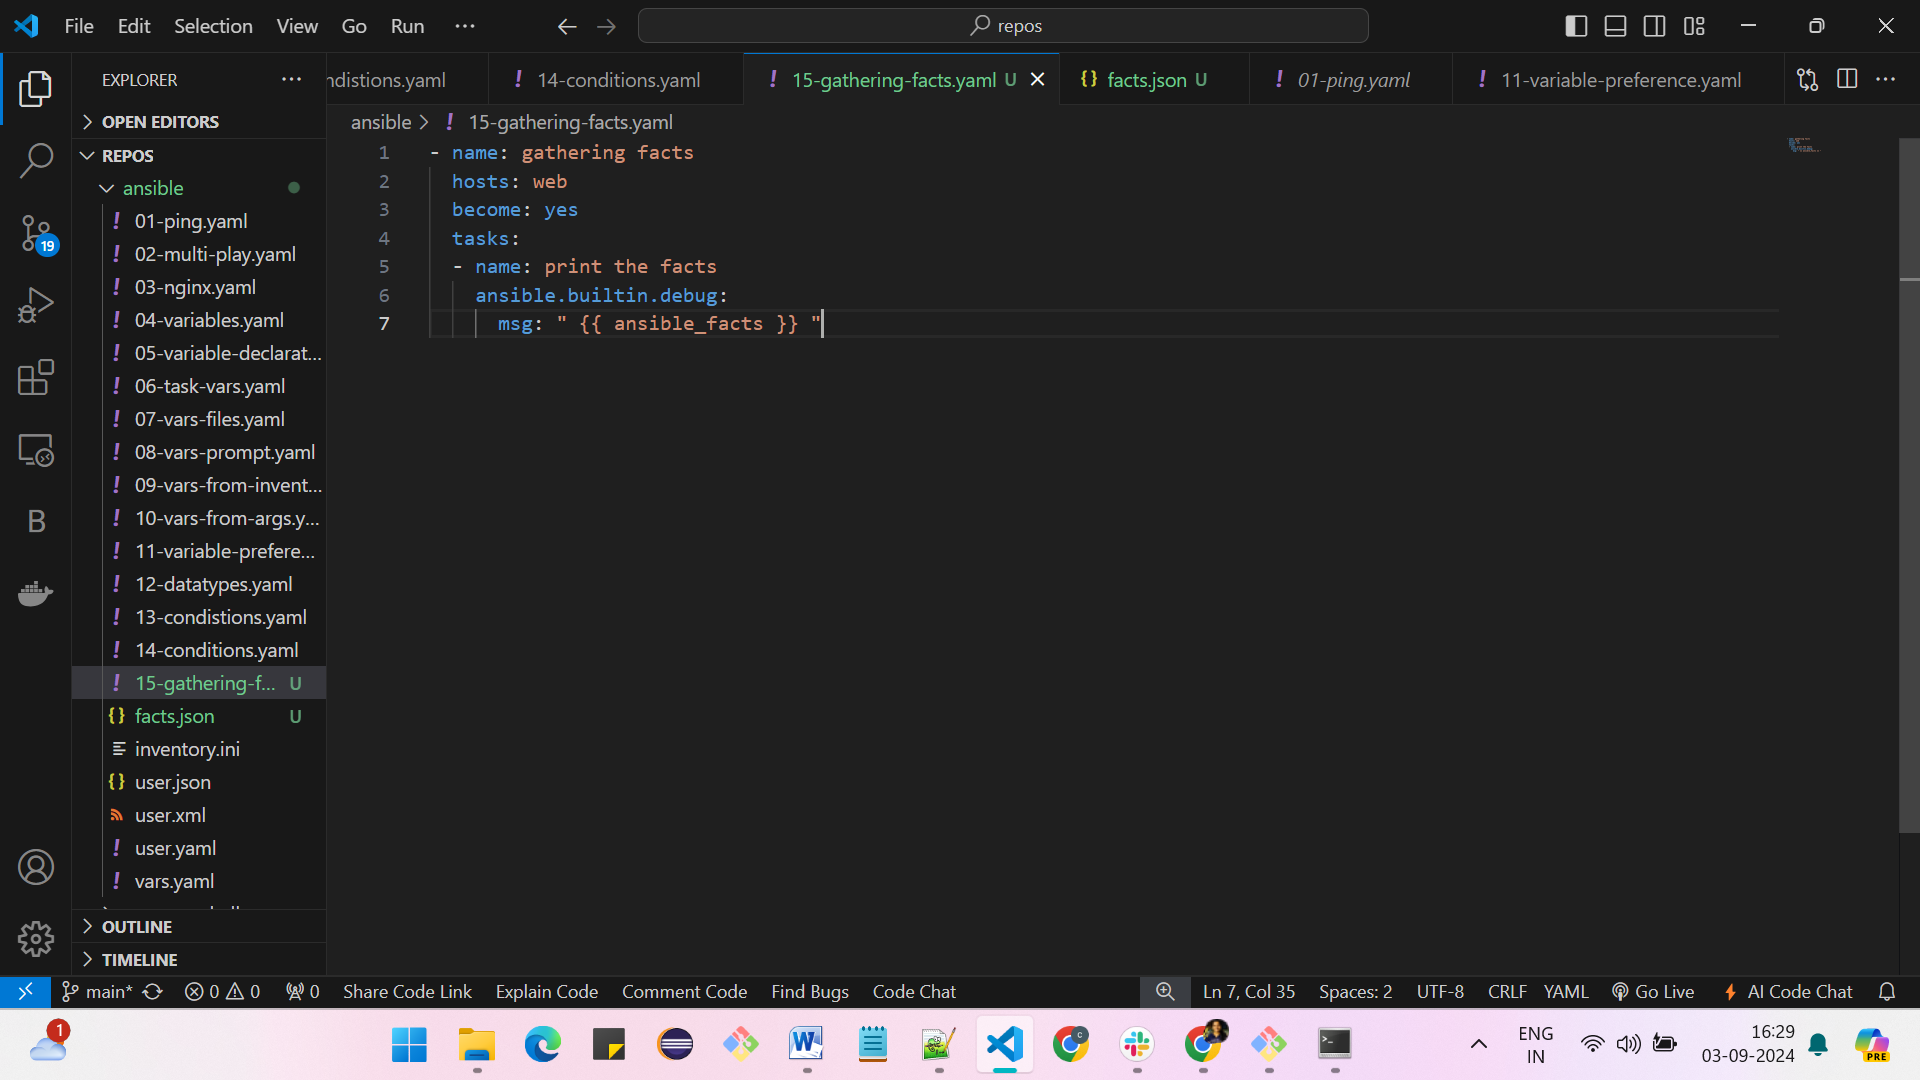 File Edit Selection View Go Run ···
repos
EXPLORER ···
ndistions.yaml
! 14-conditions.yaml
! 15-gathering-facts.yaml U
{} facts.json U
! 01-ping.yaml
! 11-variable-preference.yaml
OPEN EDITORS
ansible > ! 15-gathering-facts.yaml
REPOS
ansible
! 01-ping.yaml
! 02-multi-play.yaml
! 03-nginx.yaml
! 04-variables.yaml
! 05-variable-declarat...
! 06-task-vars.yaml
! 07-vars-files.yaml
! 08-vars-prompt.yaml
! 09-vars-from-invent...
! 10-vars-from-args.y...
! 11-variable-prefere...
! 12-datatypes.yaml
! 13-condistions.yaml
! 14-conditions.yaml
! 15-gathering-f... U
{} facts.json U
inventory.ini
{} user.json
user.xml
! user.yaml
! vars.yaml
OUTLINE
TIMELINE
19
B
1 - name: gathering facts
2 hosts: web
3 become: yes
4 tasks:
5 - name: print the facts
6 ansible.builtin.debug:
7 msg: " {{ ansible_facts }} "
main* 0 0 0 Share Code Link Explain Code Comment Code Find Bugs Code Chat
Ln 7, Col 35 Spaces: 2 UTF-8 CRLF YAML Go Live AI Code Chat
1
W
C
ENG
IN
16:29
03-09-2024
PRE